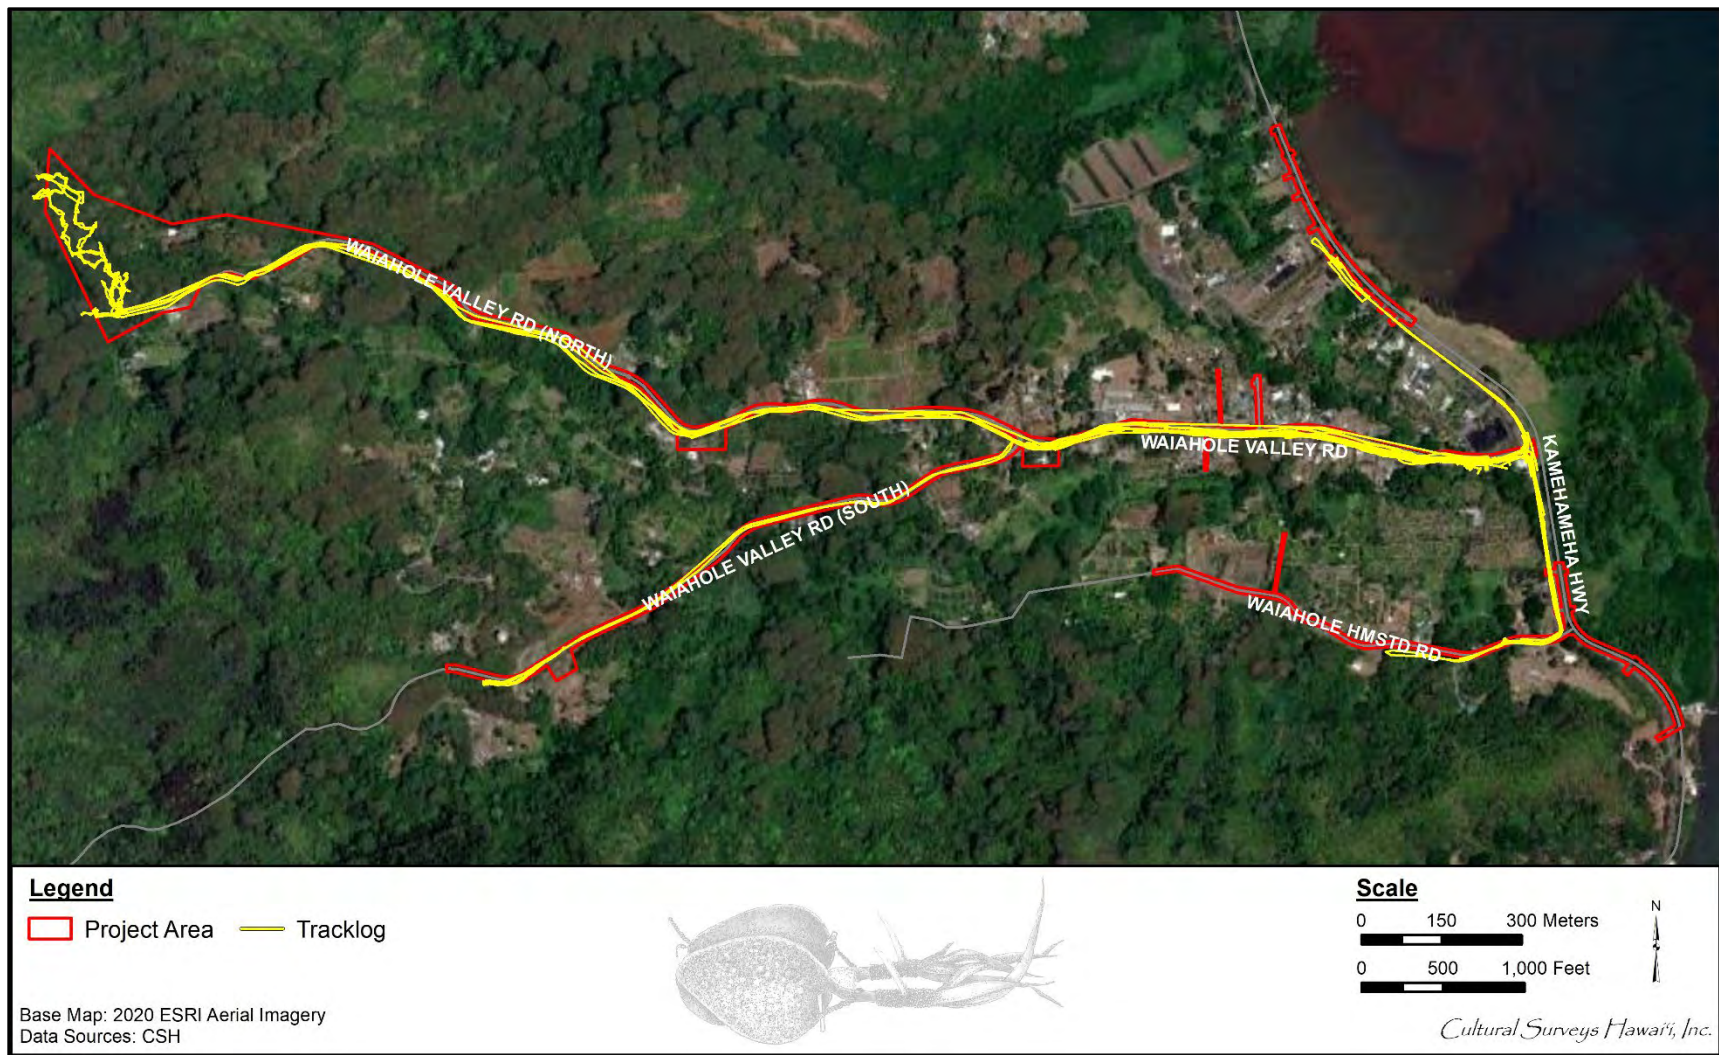 WAIAHOLE VALLEY RD (NORTH)
WAIAHOLE VALLEY RD
KAMEHAMEHA HWY
WAIAHOLE VALLEY RD (SOUTH)
WAIAHOLE HMSTD RD
Legend
Project Area
Tracklog
Base Map: 2020 ESRI Aerial Imagery
Data Sources: CSH
Scale
0 150 300 Meters
0 500 1,000 Feet
N
Cultural Surveys Hawai‘i, Inc.